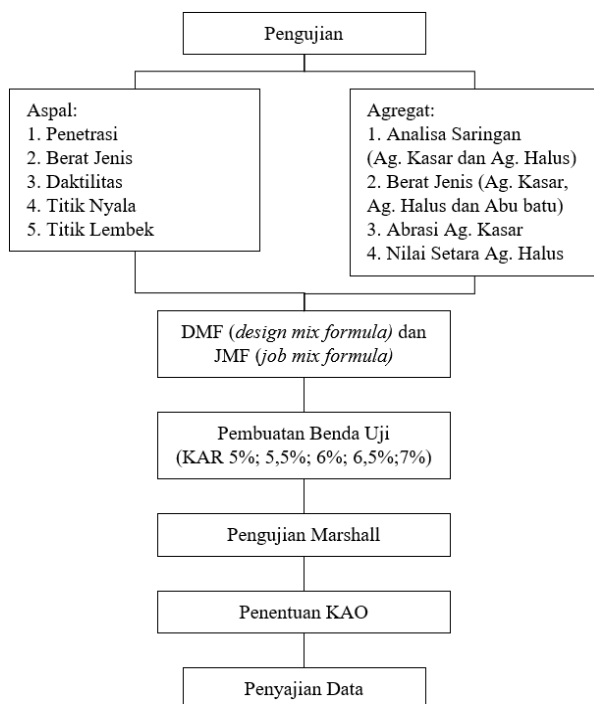 Pengujian
Aspal:
1. Penetrasi
2. Berat Jenis
3. Daktilitas
4. Titik Nyala
5. Titik Lembek
Agregat:
1. Analisa Saringan
(Ag. Kasar dan Ag. Halus)
2. Berat Jenis (Ag. Kasar,
Ag. Halus dan Abu batu)
3. Abrasi Ag. Kasar
4. Nilai Setara Ag. Halus
DMF (design mix formula) dan
JMF (job mix formula)
Pembuatan Benda Uji
(KAR 5%; 5,5%; 6%; 6,5%;7%)
Pengujian Marshall
Penentuan KAO
Penyajian Data